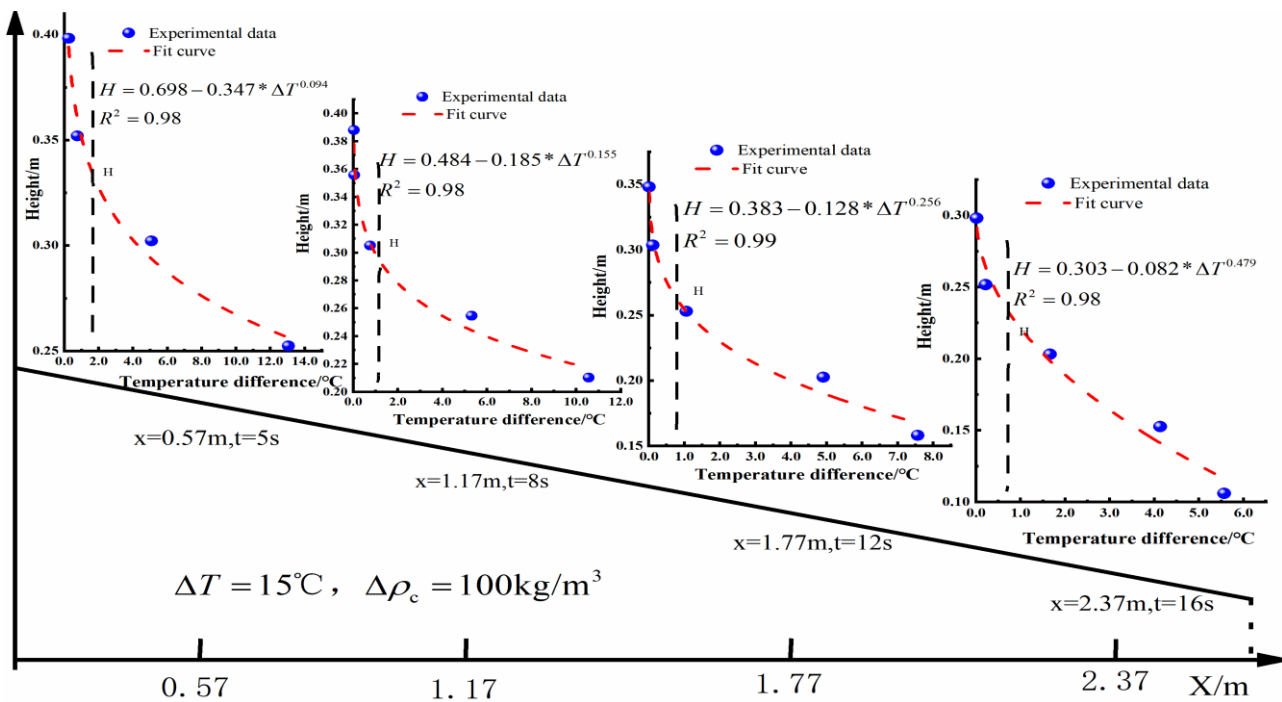 Experimental data
Fit curve
H = 0.698 − 0.347 * ΔT^0.094
R² = 0.98
H
Height/m
0.40
0.35
0.30
0.25
0.0 2.0 4.0 6.0 8.0 10.0 12.0 14.0
Temperature difference/°C
x=0.57m,t=5s
Experimental data
Fit curve
H = 0.484 − 0.185 * ΔT^0.155
R² = 0.98
H
Height/m
0.40
0.38
0.36
0.34
0.32
0.30
0.28
0.26
0.24
0.22
0.20
0.0 2.0 4.0 6.0 8.0 10.0 12.0
Temperature difference/°C
x=1.17m,t=8s
Experimental data
Fit curve
H = 0.383 − 0.128 * ΔT^0.256
R² = 0.99
H
Height/m
0.35
0.30
0.25
0.20
0.15
0.0 1.0 2.0 3.0 4.0 5.0 6.0 7.0 8.0
Temperature difference/°C
x=1.77m,t=12s
Experimental data
Fit curve
H = 0.303 − 0.082 * ΔT^0.479
R² = 0.98
H
Height/m
0.30
0.25
0.20
0.15
0.10
0.0 1.0 2.0 3.0 4.0 5.0 6.0
Temperature difference/°C
x=2.37m,t=16s
ΔT = 15℃, Δρc = 100kg/m³
0.57 1.17 1.77 2.37 X/m